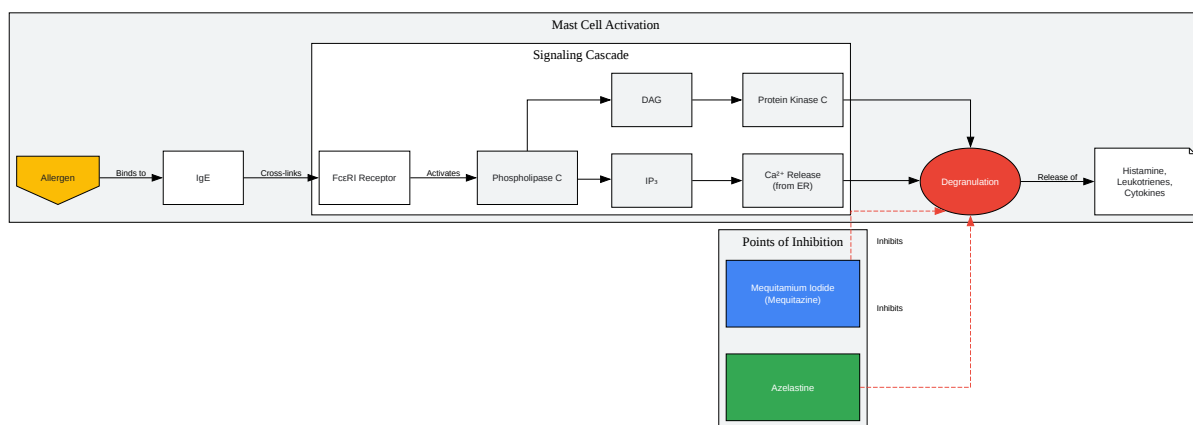 Mast Cell Activation
Signaling Cascade
DAG
Protein Kinase C
Allergen
Binds to
IgE
Cross-links
FcεRI Receptor
Activates
Phospholipase C
IP₃
Ca²⁺ Release
(from ER)
Degranulation
Release of
Histamine,
Leukotrienes,
Cytokines
Points of Inhibition
Inhibits
Mequitamium Iodide
(Mequitazine)
Inhibits
Azelastine